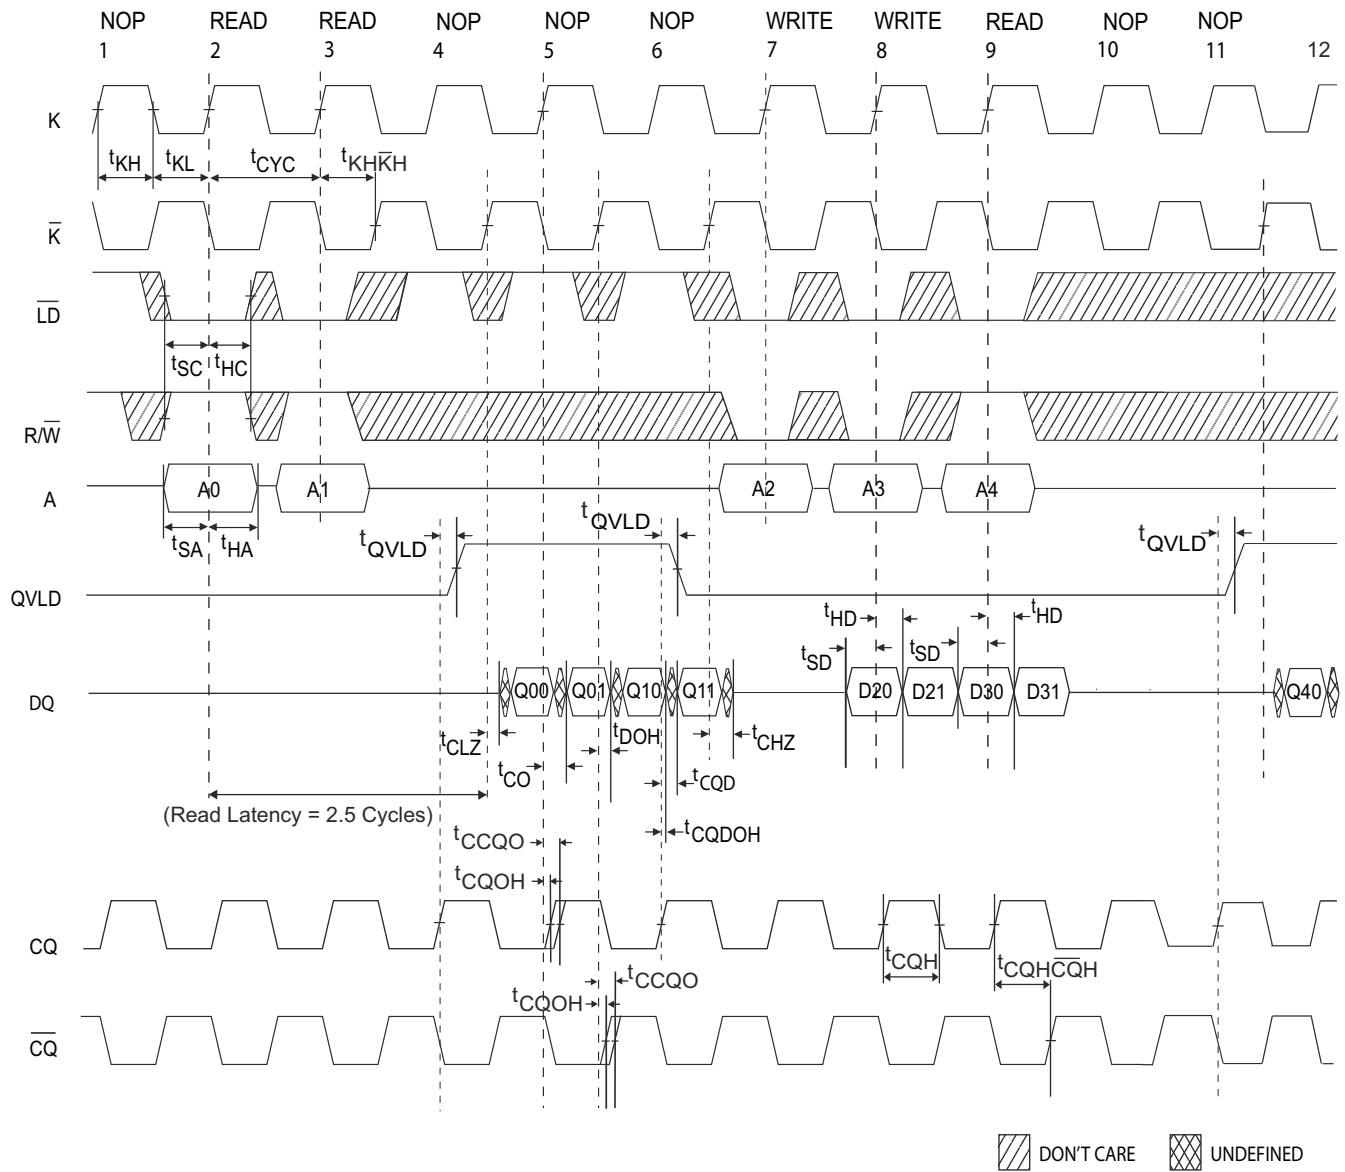 NOP READ READ NOP NOP NOP WRITE WRITE READ NOP NOP
1 2 3 4 5 6 7 8 9 10 11 12
K
tKH tKL tCYC tKHK̅H
K̅
L̅D̅
tSC tHC
R/W̅
A A0 A1 A2 A3 A4
tSA tHA tQVLD tQVLD tQVLD
QVLD
tHD tHD
tSD tSD
DQ Q00 Q01 Q10 Q11 D20 D21 D30 D31 Q40
tCLZ tDOH tCHZ
tCO tCQD
(Read Latency = 2.5 Cycles)
tCQDOH
tCCQO
tCQOH
CQ
tCQH tCQHC̅Q̅H
tCCQO
tCQOH
C̅Q̅
DON'T CARE UNDEFINED